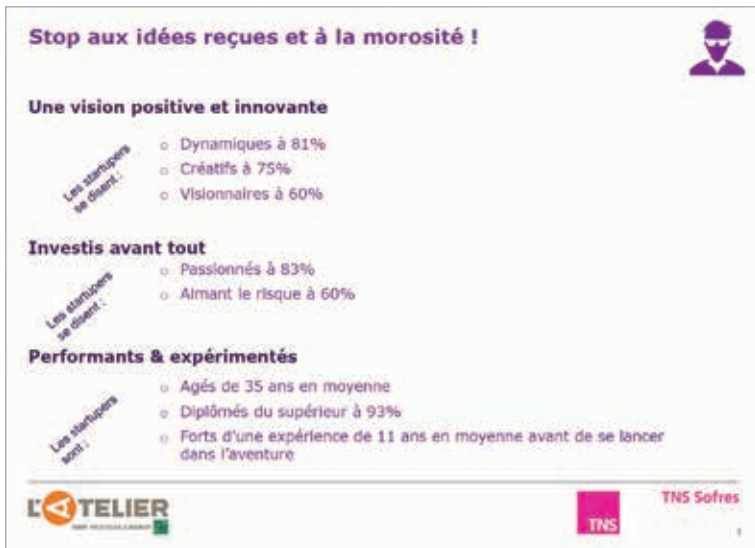 Stop aux idées reçues et à la morosité !
Une vision positive et innovante
Les startupers
se disent :
o Dynamiques à 81%
o Créatifs à 75%
o Visionnaires à 60%
Investis avant tout
Les startupers
se disent :
o Passionnés à 83%
o Aimant le risque à 60%
Performants & expérimentés
Les startupers
sont :
o Agés de 35 ans en moyenne
o Diplômés du supérieur à 93%
o Forts d'une expérience de 11 ans en moyenne avant de se lancer
dans l'aventure
L'ATELIER
TNS
TNS Sofres